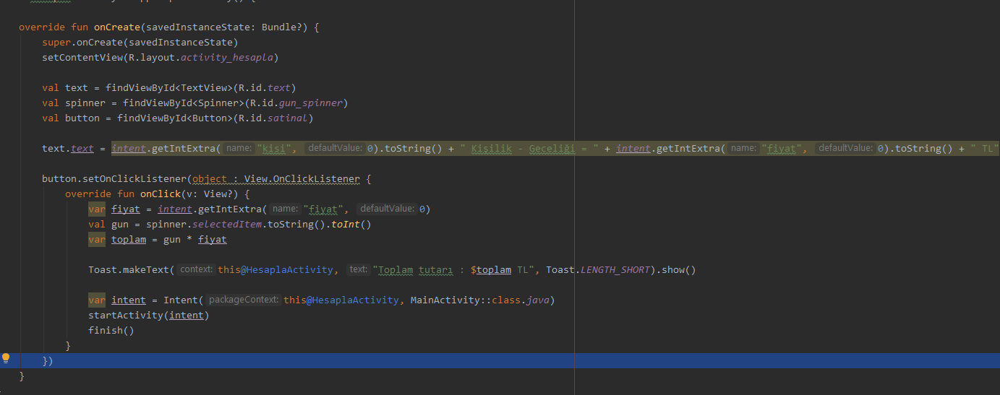 override fun onCreate(savedInstanceState: Bundle?) {
super.onCreate(savedInstanceState)
setContentView(R.layout.activity_hesapla)
val text = findViewById<TextView>(R.id.text)
val spinner = findViewById<Spinner>(R.id.gun_spinner)
val button = findViewById<Button>(R.id.satinal)
text.text = intent.getIntExtra( name: "kisi", defaultValue: 0).toString() + " Kişilik - Geceliği = " + intent.getIntExtra( name: "fiyat", defaultValue: 0).toString() + " TL"
button.setOnClickListener(object : View.OnClickListener {
override fun onClick(v: View?) {
var fiyat = intent.getIntExtra( name: "fiyat", defaultValue: 0)
val gun = spinner.selectedItem.toString().toInt()
var toplam = gun * fiyat
Toast.makeText( context: this@HesaplaActivity, text: "Toplam tutarı : $toplam TL", Toast.LENGTH_SHORT).show()
var intent = Intent( packageContext: this@HesaplaActivity, MainActivity::class.java)
startActivity(intent)
finish()
}
})
}